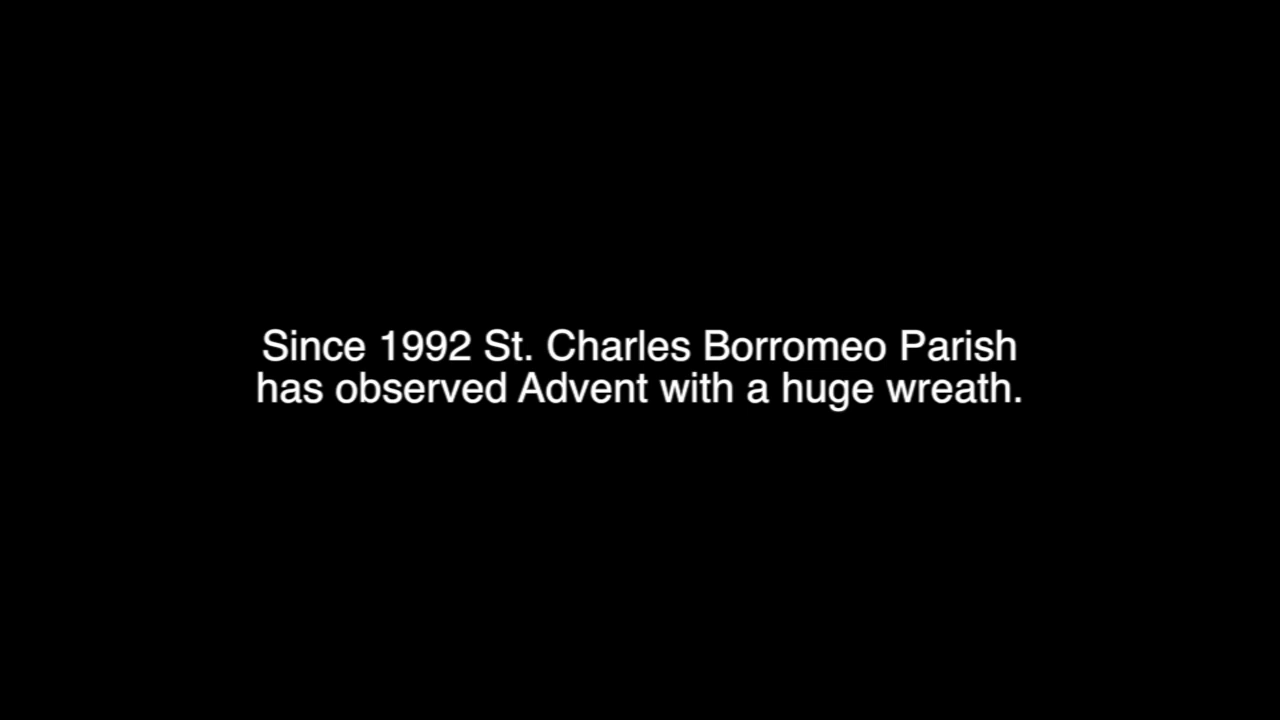 Since 1992 St. Charles Borromeo Parish
has observed Advent with a huge wreath.